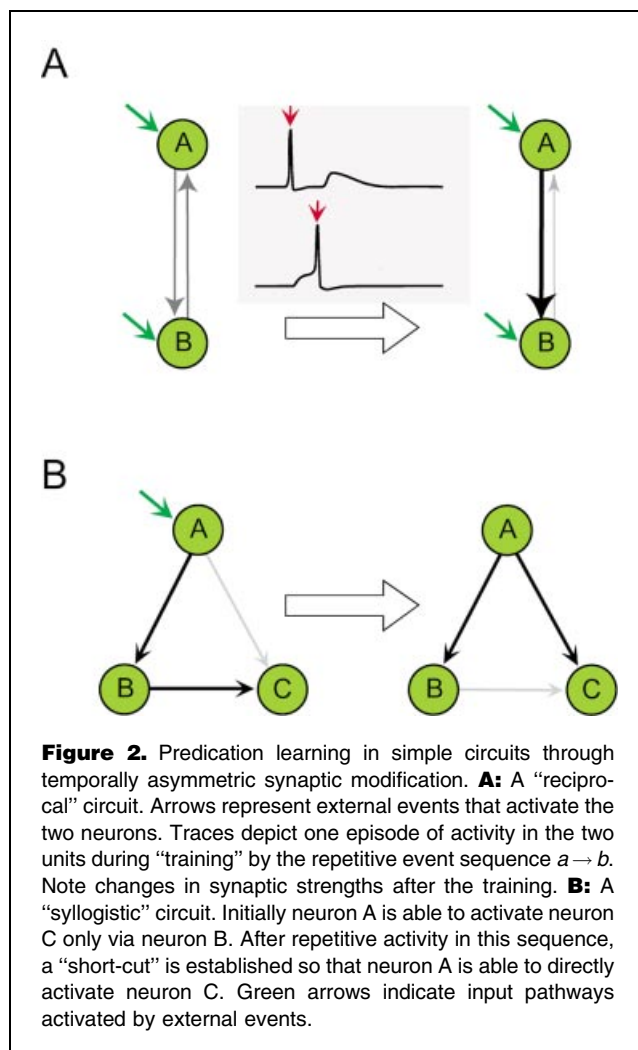 A
A
A
B
B
B
A
A
B
C
B
C
Figure 2. Predication learning in simple circuits through
temporally asymmetric synaptic modification. A: A “recipro-
cal” circuit. Arrows represent external events that activate the
two neurons. Traces depict one episode of activity in the two
units during “training” by the repetitive event sequence a → b.
Note changes in synaptic strengths after the training. B: A
“syllogistic” circuit. Initially neuron A is able to activate neuron
C only via neuron B. After repetitive activity in this sequence,
a “short-cut” is established so that neuron A is able to directly
activate neuron C. Green arrows indicate input pathways
activated by external events.